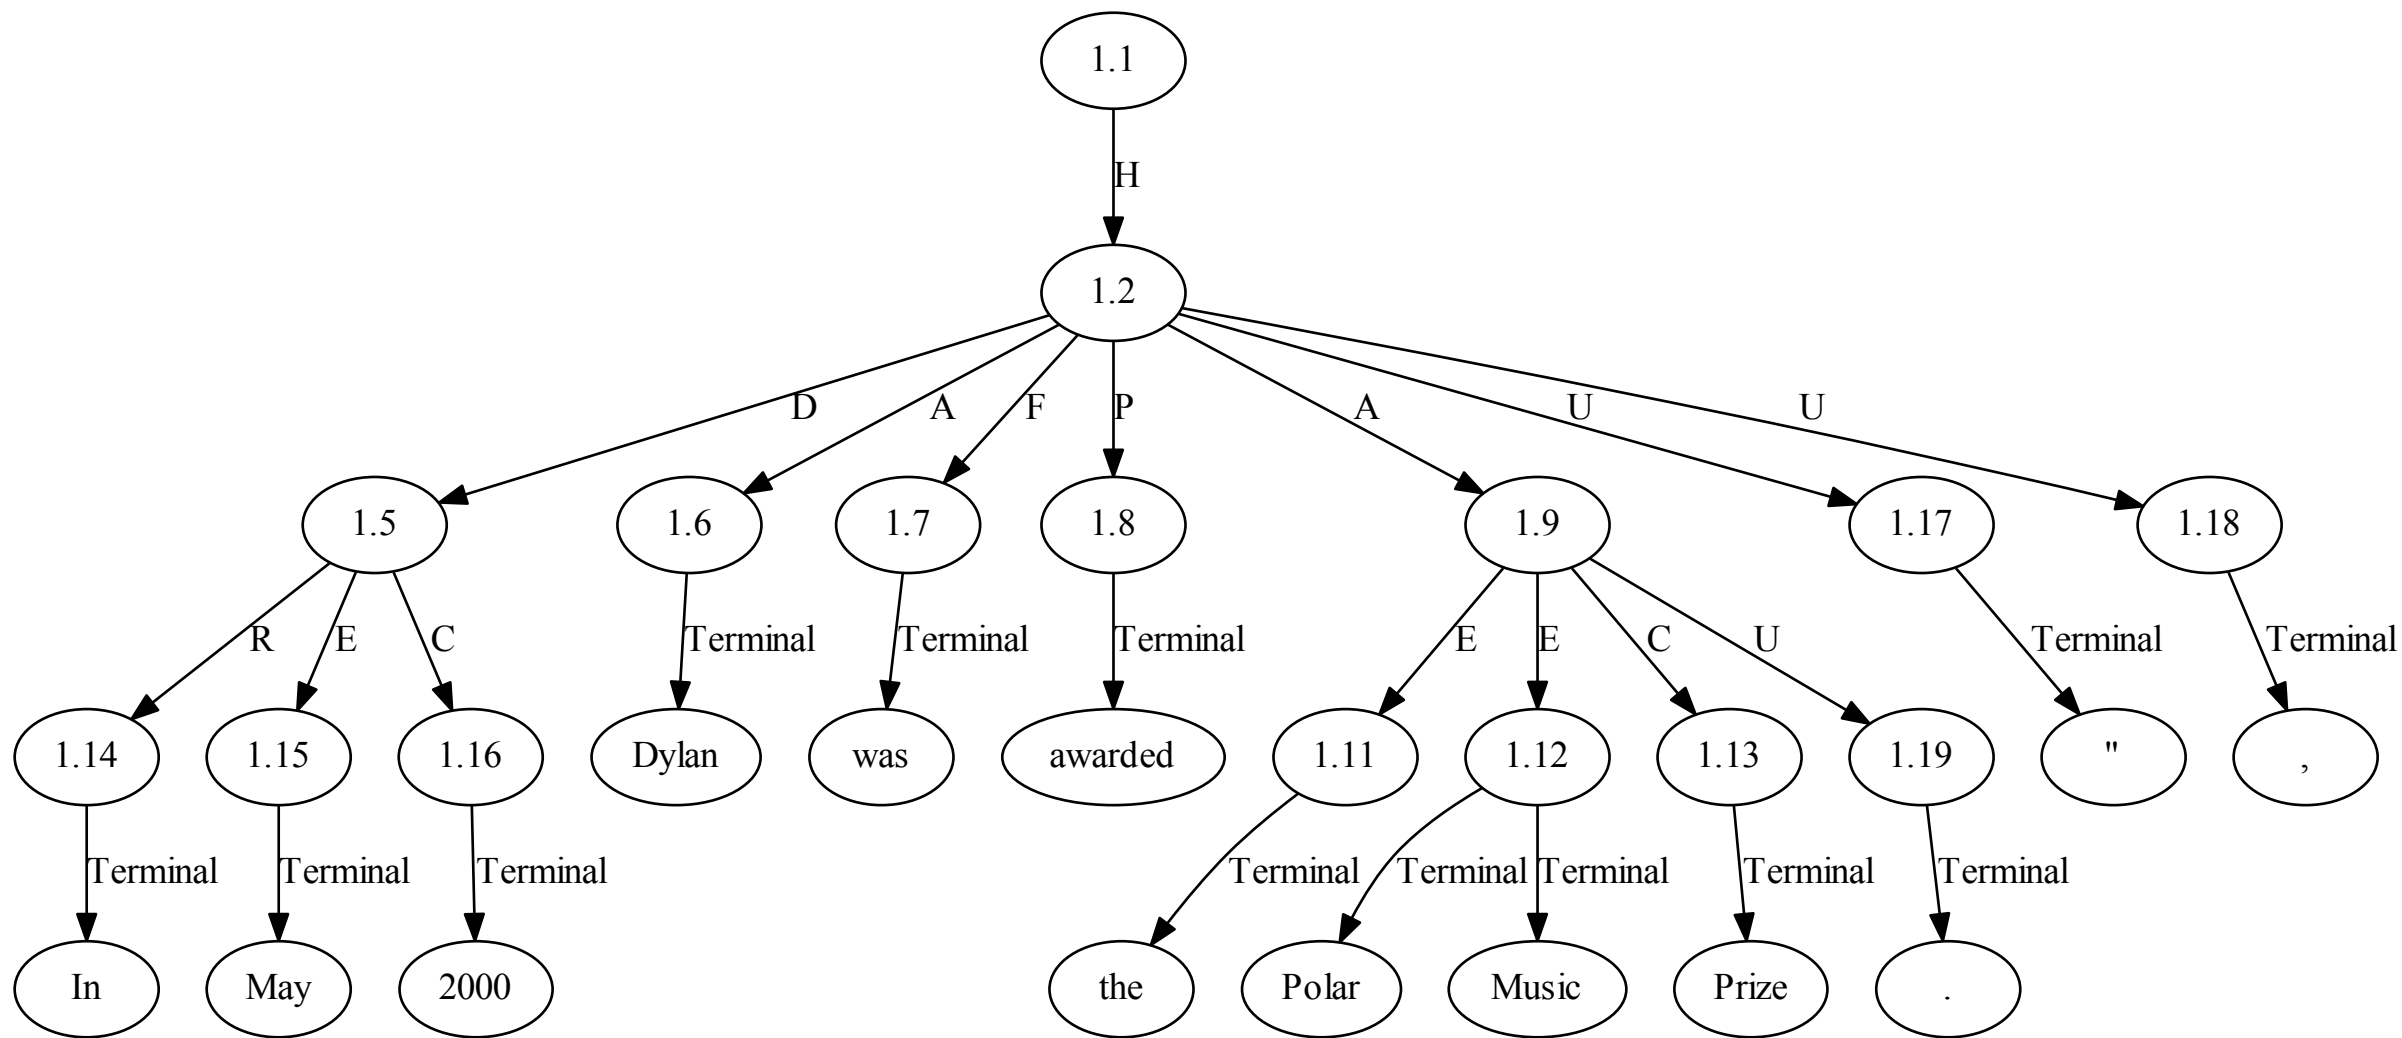 1.1
H
1.2
D A F P A U U
1.5 1.6 1.7 1.8 1.9 1.17 1.18
R E C Terminal Terminal Terminal E E C U Terminal Terminal
1.14 1.15 1.16 Dylan was awarded 1.11 1.12 1.13 1.19 " ,
Terminal Terminal Terminal Terminal Terminal Terminal Terminal Terminal
In May 2000 the Polar Music Prize .